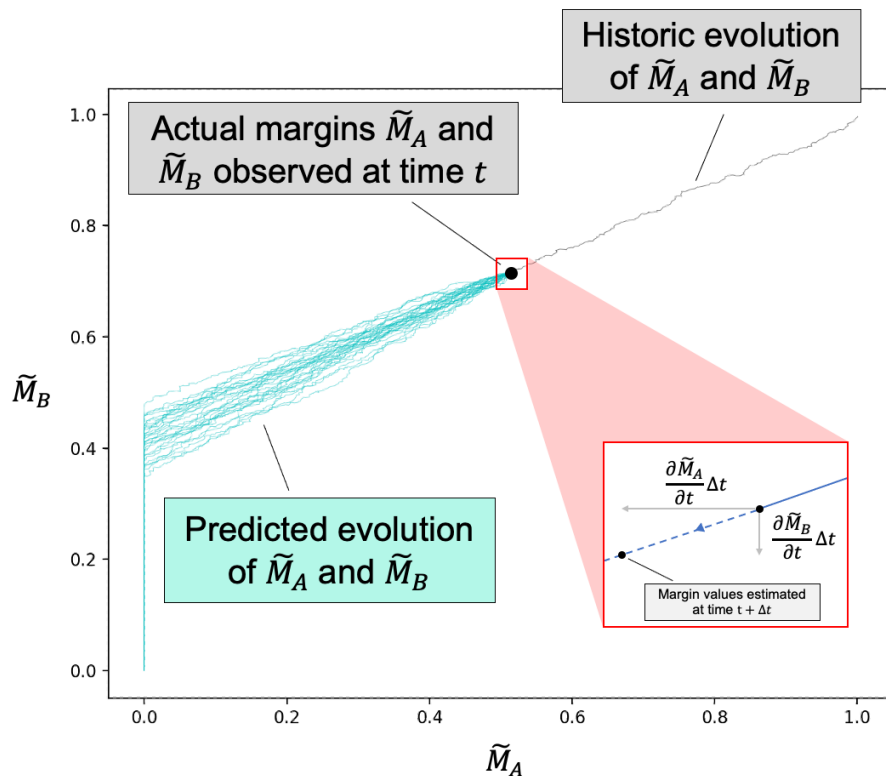 Historic evolution
of M̃_A and M̃_B
Actual margins M̃_A and
M̃_B observed at time t
1.0
0.8
0.6
0.4
0.2
0.0
M̃_B
Predicted evolution
of M̃_A and M̃_B
∂M̃_A/∂t Δt
∂M̃_B/∂t Δt
Margin values estimated
at time t + Δt
0.0 0.2 0.4 0.6 0.8 1.0
M̃_A